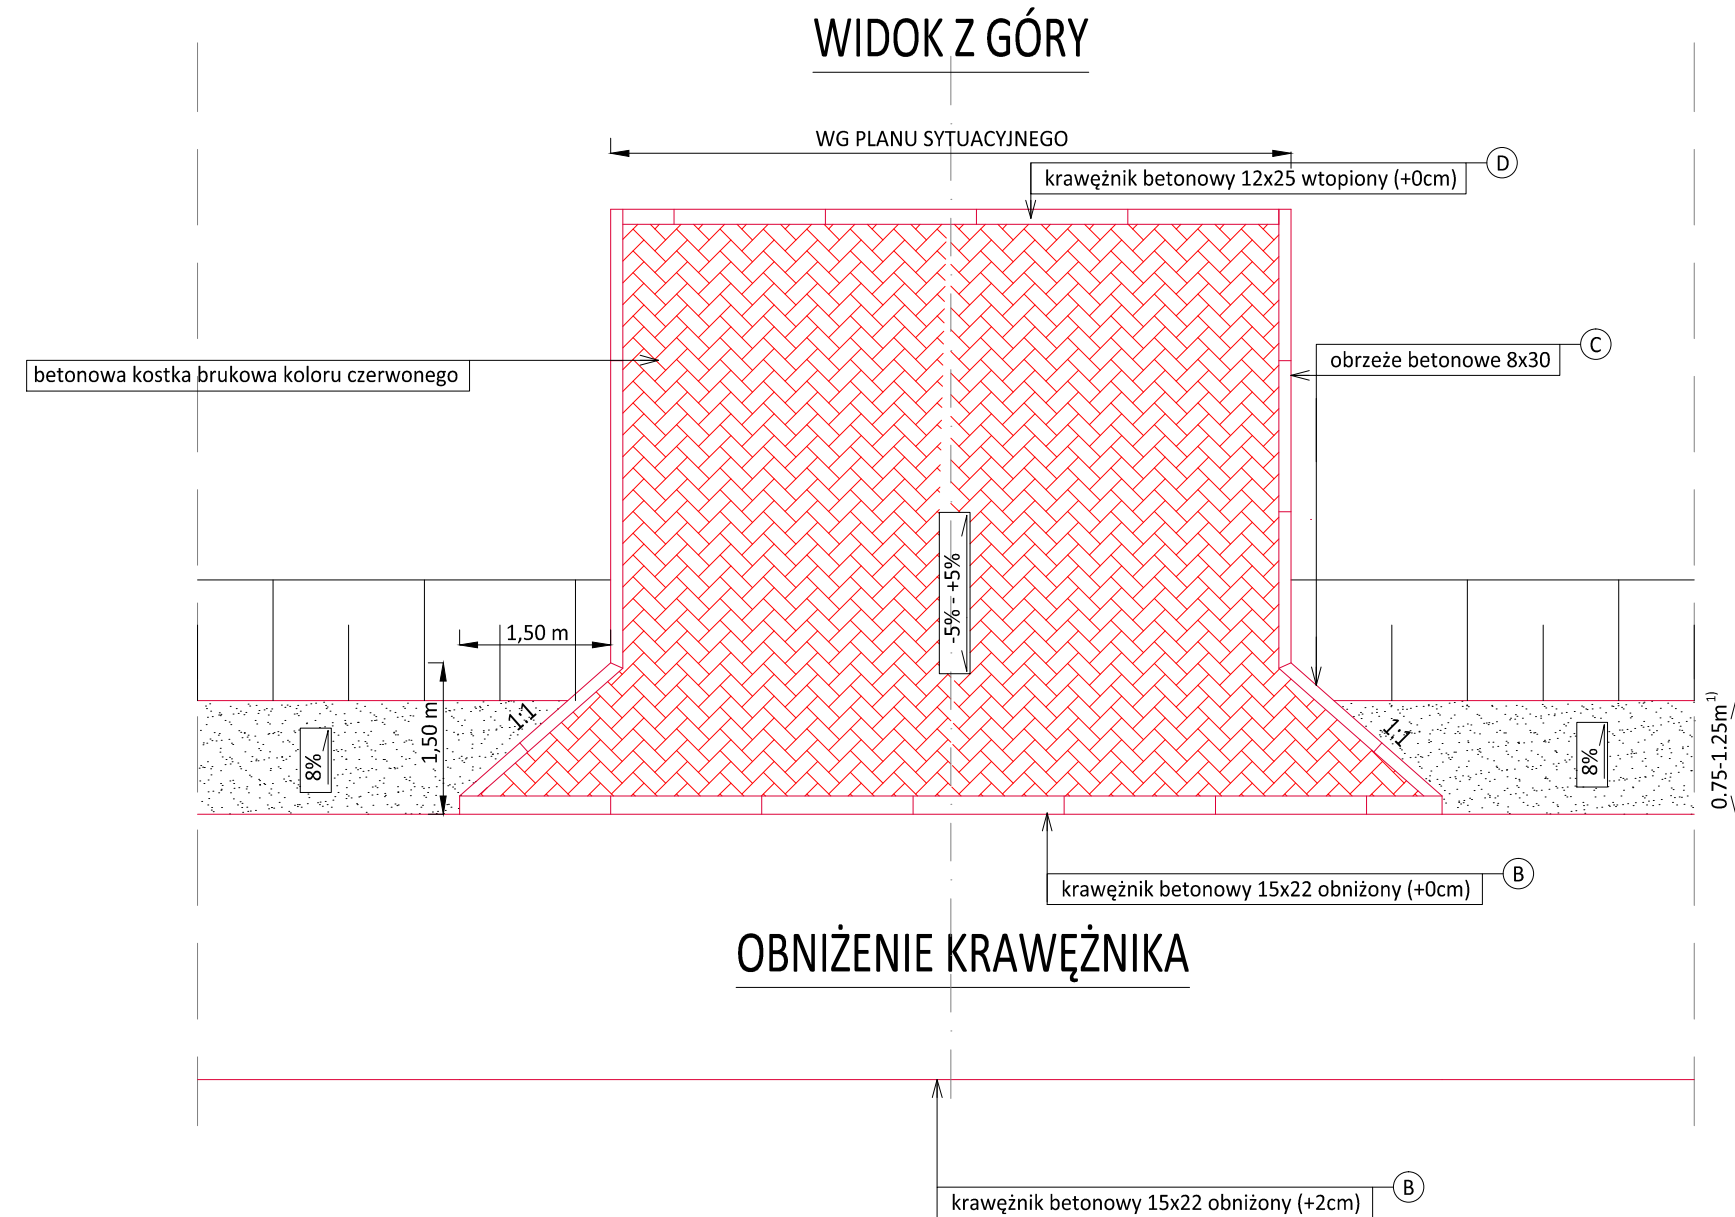 WIDOK Z GÓRY
WG PLANU SYTUACYJNEGO
D
krawężnik betonowy 12x25 wtopiony (+0cm)
C
obrzeże betonowe 8x30
betonowa kostka brukowa koloru czerwonego
-5% - +5%
1,50 m
1,50 m
1:1
1:1
8%
8%
0.75-1.25m 1)
B
krawężnik betonowy 15x22 obniżony (+0cm)
OBNIŻENIE KRAWĘŻNIKA
B
krawężnik betonowy 15x22 obniżony (+2cm)